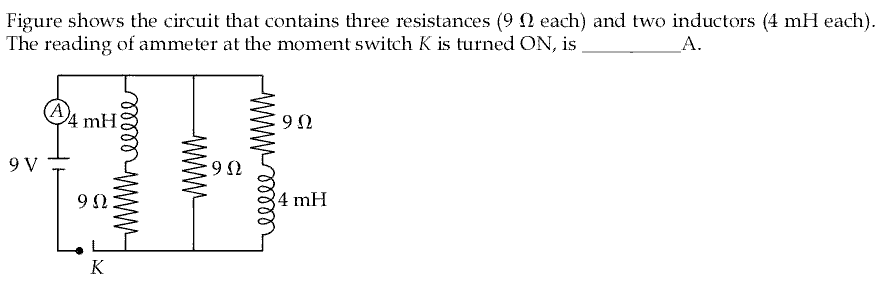 Figure shows the circuit that contains three resistances (9 Ω each) and two inductors (4 mH each).
The reading of ammeter at the moment switch K is turned ON, is ________ A.
A
4 mH
9 Ω
9 V
9 Ω
9 Ω
4 mH
K